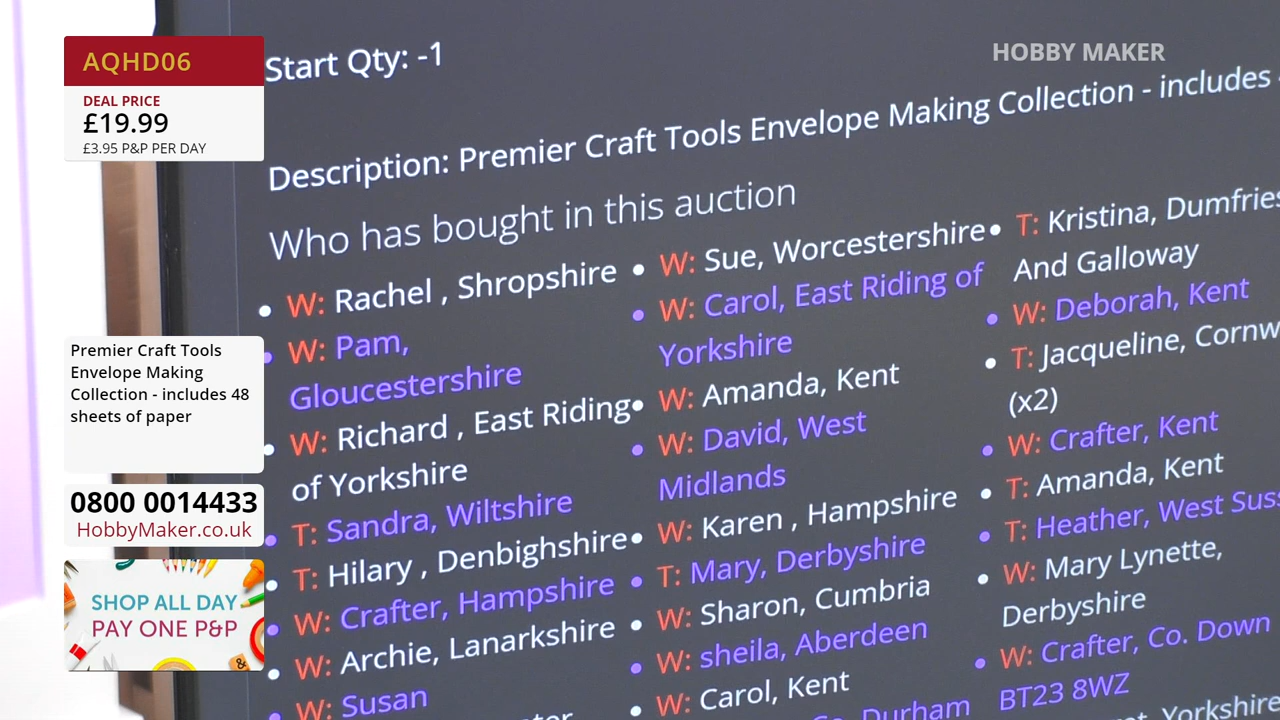 AQHD06
DEAL PRICE
£19.99
£3.95 P&P PER DAY
Premier Craft Tools
Envelope Making
Collection - includes 48
sheets of paper
0800 0014433
HobbyMaker.co.uk
SHOP ALL DAY
PAY ONE P&P
&
HOBBY MAKER
Start Qty: -1
Description: Premier Craft Tools Envelope Making Collection - includes
Who has bought in this auction
W: Rachel , Shropshire
W: Pam,
Gloucestershire
W: Richard , East Riding
of Yorkshire
T: Sandra, Wiltshire
T: Hilary , Denbighshire
W: Crafter, Hampshire
W: Archie, Lanarkshire
W: Susan
W: Sue, Worcestershire
W: Carol, East Riding of
Yorkshire
W: Amanda, Kent
W: David, West
Midlands
W: Karen , Hampshire
T: Mary, Derbyshire
W: Sharon, Cumbria
W: sheila, Aberdeen
W: Carol, Kent
Co. Durham
T: Kristina, Dumfries
And Galloway
W: Deborah, Kent
T: Jacqueline,
(x2)
W: Crafter, Kent
T: Amanda, Kent
T: Heather, West
W: Mary Lynette,
Derbyshire
W: Crafter, Co. Down
BT23 8WZ
Yorkshire